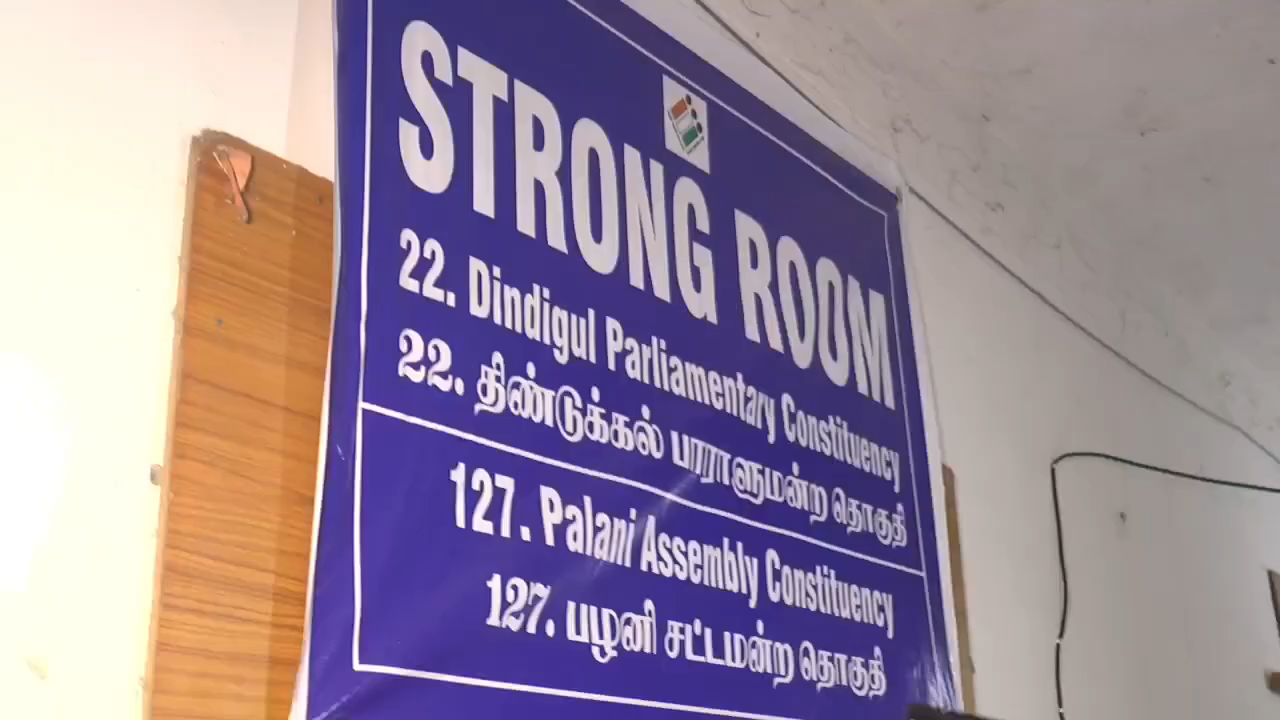 STRONG ROOM
22. Dindigul Parliamentary Constituency
22. திண்டுக்கல் பாராளுமன்ற தொகுதி
127. Palani Assembly Constituency
127. பழனி சட்டமன்ற தொகுதி